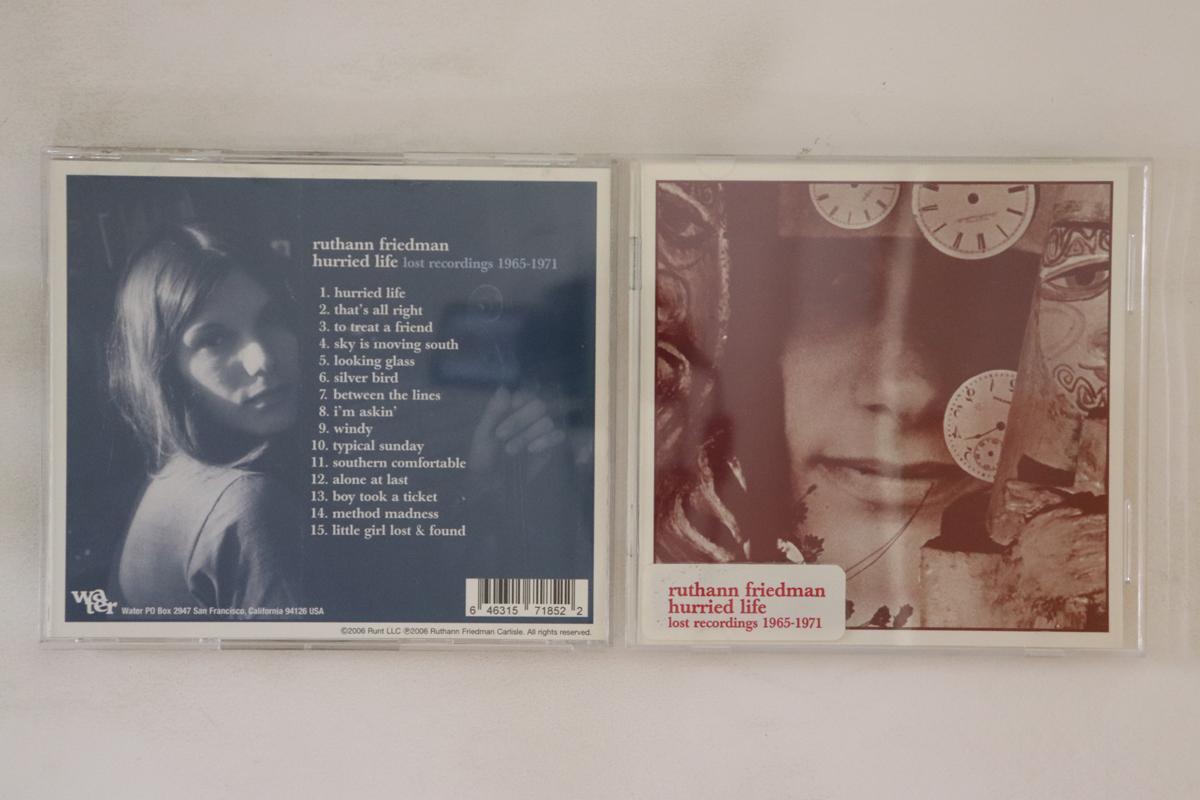 ruthann friedman
hurried life lost recordings 1965-1971
1. hurried life
2. that's all right
3. to treat a friend
4. sky is moving south
5. looking glass
6. silver bird
7. between the lines
8. i'm askin'
9. windy
10. typical sunday
11. southern comfortable
12. alone at last
13. boy took a ticket
14. method madness
15. little girl lost & found
water
Water PO Box 2947 San Francisco, California 94126 USA
6 46315 71852 2
©2006 Runt LLC ℗2006 Ruthann Friedman Carlisle. All rights reserved.
ruthann friedman
hurried life
lost recordings 1965-1971